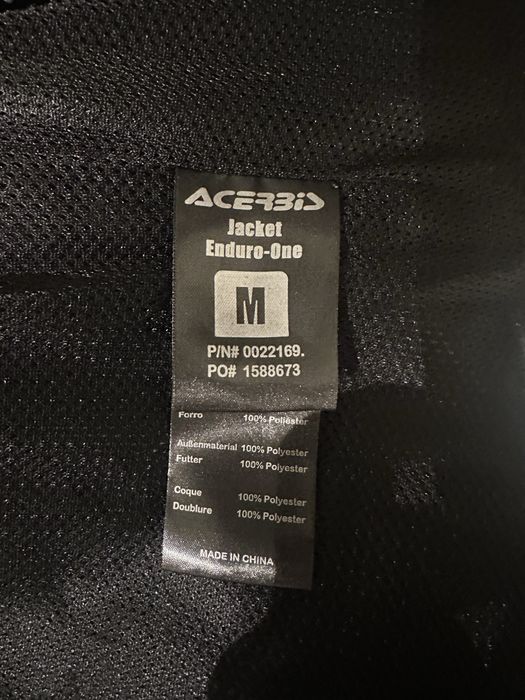 ACERBIS
Jacket
Enduro-One
M
P/N# 0022169.
PO# 1588673
Forro 100% Poliéster
Außenmaterial 100% Polyester
Futter 100% Polyester
Coque 100% Polyester
Doublure 100% Polyester
MADE IN CHINA